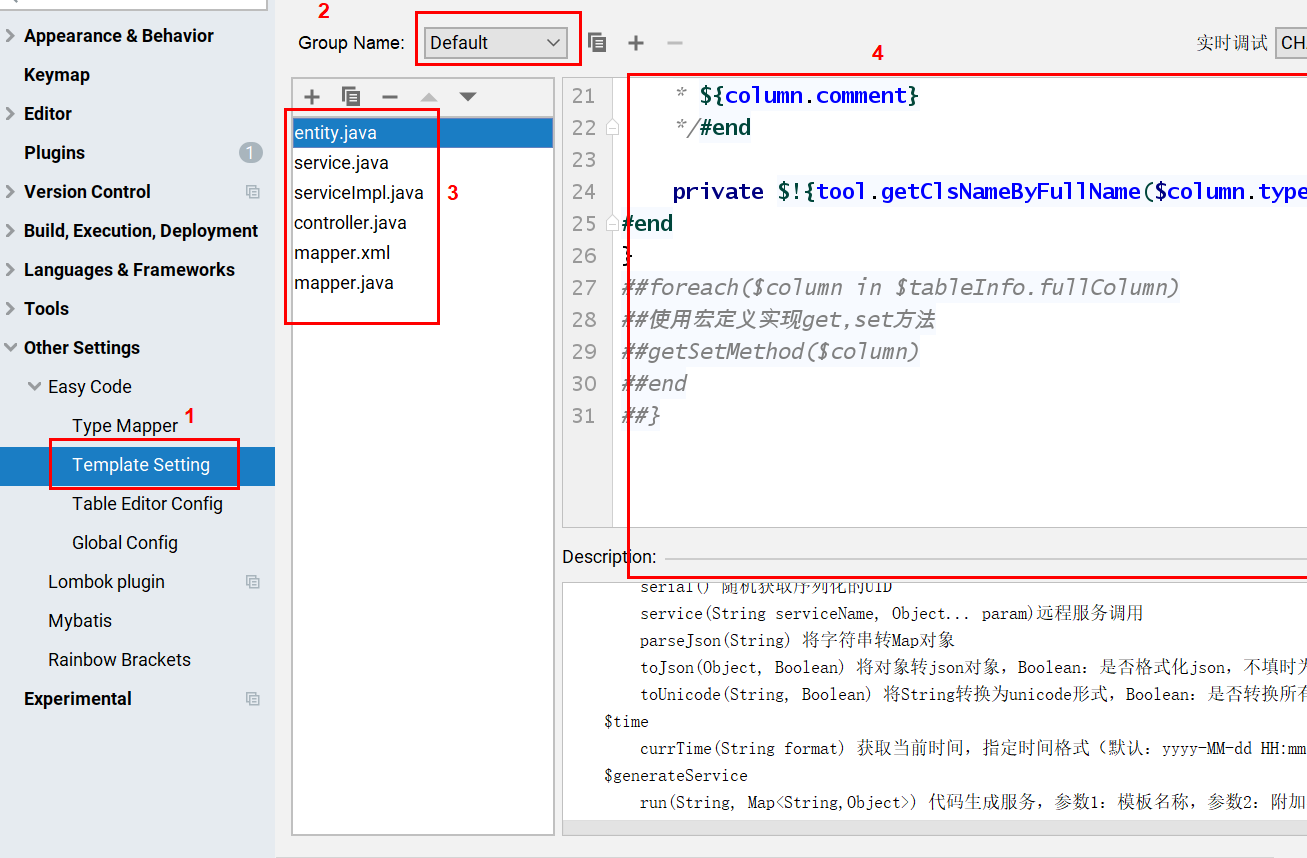 Appearance & Behavior
Keymap
Editor
Plugins
1
Version Control
Build, Execution, Deployment
Languages & Frameworks
Tools
Other Settings
Easy Code
Type Mapper
1
Template Setting
Table Editor Config
Global Config
Lombok plugin
Mybatis
Rainbow Brackets
Experimental
2
Group Name:
Default
实时调试
CH
entity.java
service.java
serviceImpl.java
controller.java
mapper.xml
mapper.java
3
4
21 * ${column.comment}
22 */#end
23
24 private $!{tool.getClsNameByFullName($column.type
25 #end
26 }
27 ##foreach($column in $tableInfo.fullColumn)
28 ##使用宏定义实现get,set方法
29 ##getSetMethod($column)
30 ##end
31 ##}
Description:
serial() 随机获取序列化的UID
service(String serviceName, Object... param)远程服务调用
parseJson(String) 将字符串转Map对象
toJson(Object, Boolean) 将对象转json对象，Boolean：是否格式化json，不填时为
toUnicode(String, Boolean) 将String转换为unicode形式，Boolean：是否转换所有
$time
currTime(String format) 获取当前时间，指定时间格式（默认：yyyy-MM-dd HH:mm
$generateService
run(String, Map<String,Object>) 代码生成服务，参数1：模板名称，参数2：附加